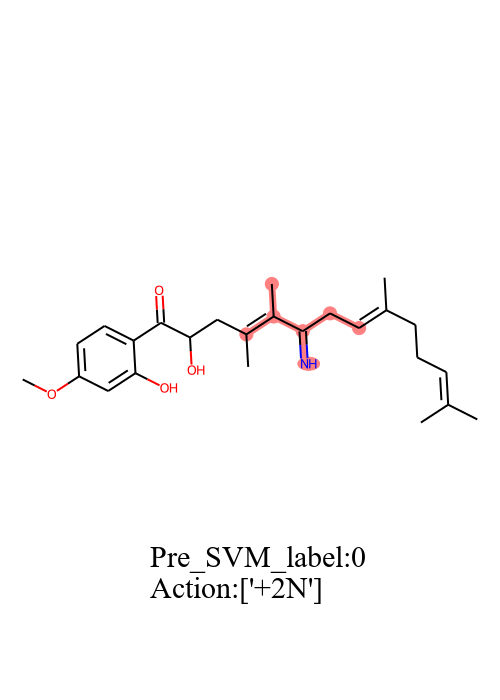 O
O
OH
OH
NH
Pre_SVM_label:0
Action:['+2N']